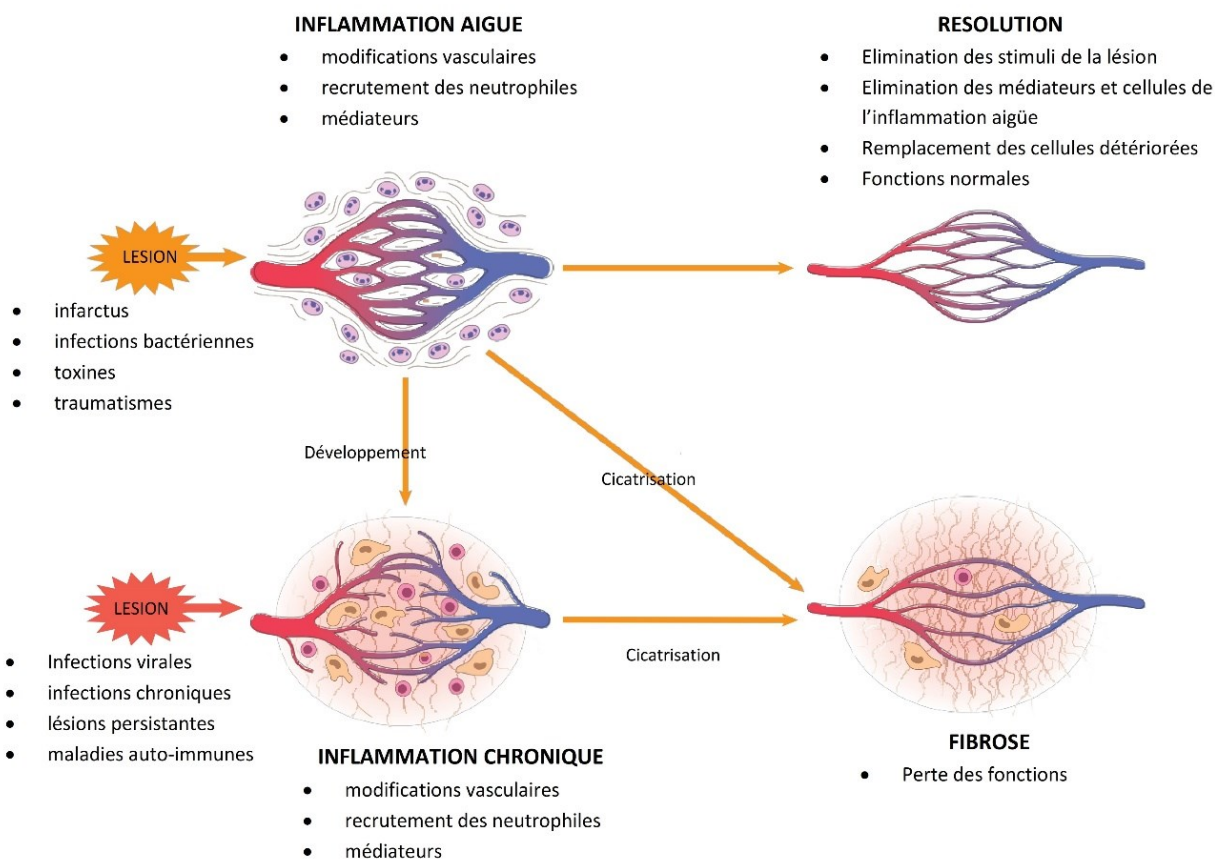 INFLAMMATION AIGUE
• modifications vasculaires
• recrutement des neutrophiles
• médiateurs
RESOLUTION
• Elimination des stimuli de la lésion
• Elimination des médiateurs et cellules de
l’inflammation aigüe
• Remplacement des cellules détériorées
• Fonctions normales
LESION
• infarctus
• infections bactériennes
• toxines
• traumatismes
Développement
Cicatrisation
LESION
• Infections virales
• infections chroniques
• lésions persistantes
• maladies auto-immunes
Cicatrisation
INFLAMMATION CHRONIQUE
• modifications vasculaires
• recrutement des neutrophiles
• médiateurs
FIBROSE
• Perte des fonctions